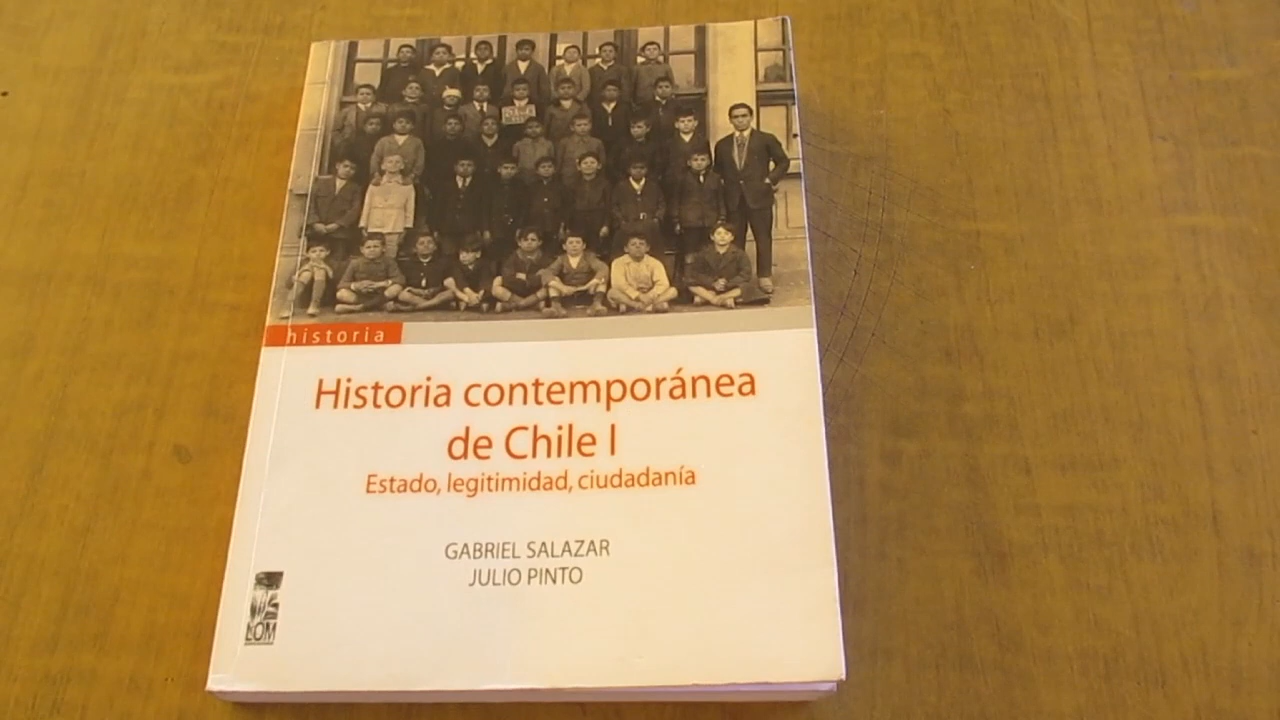 historia
Historia contemporánea
de Chile I
Estado, legitimidad, ciudadanía
GABRIEL SALAZAR
JULIO PINTO
LOM